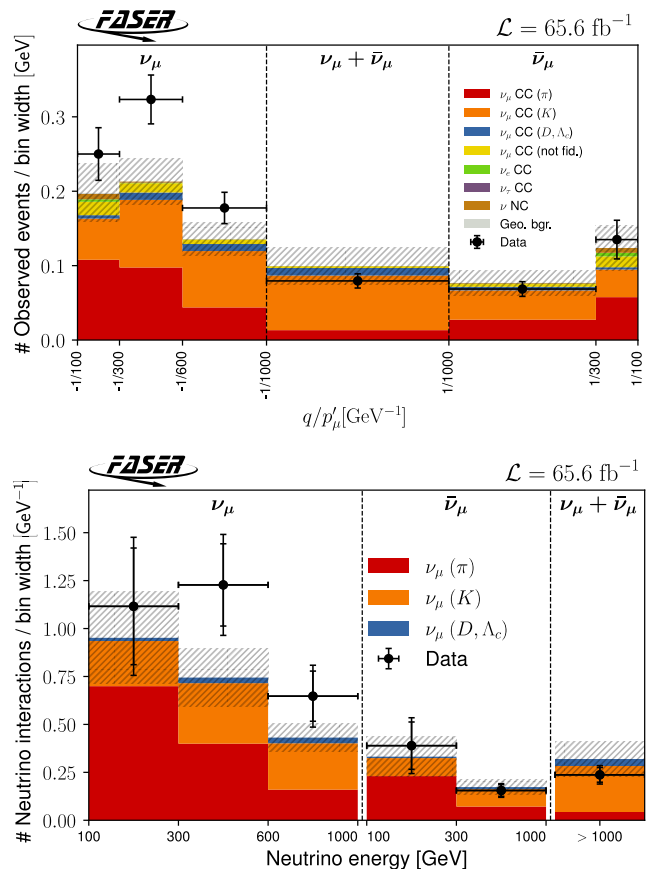 FASER
ℒ = 65.6 fb⁻¹
# Observed events / bin width [GeV]
ν_μ
ν_μ + ν̄_μ
ν̄_μ
ν_μ CC (π)
ν_μ CC (K)
ν_μ CC (D, Λ_c)
ν_μ CC (not fid.)
ν_e CC
ν_τ CC
ν NC
Geo. bgr.
Data
0.3
0.2
0.1
0.0
-1/100
-1/300
-1/600
-1/1000
1/1000
1/300
1/100
q/p′_μ[GeV⁻¹]
FASER
ℒ = 65.6 fb⁻¹
# Neutrino interactions / bin width [GeV⁻¹]
ν_μ
ν̄_μ
ν_μ + ν̄_μ
ν_μ (π)
ν_μ (K)
ν_μ (D, Λ_c)
Data
1.50
1.25
1.00
0.75
0.50
0.25
0.00
100 300 600 1000 100 300 1000 > 1000
Neutrino energy [GeV]